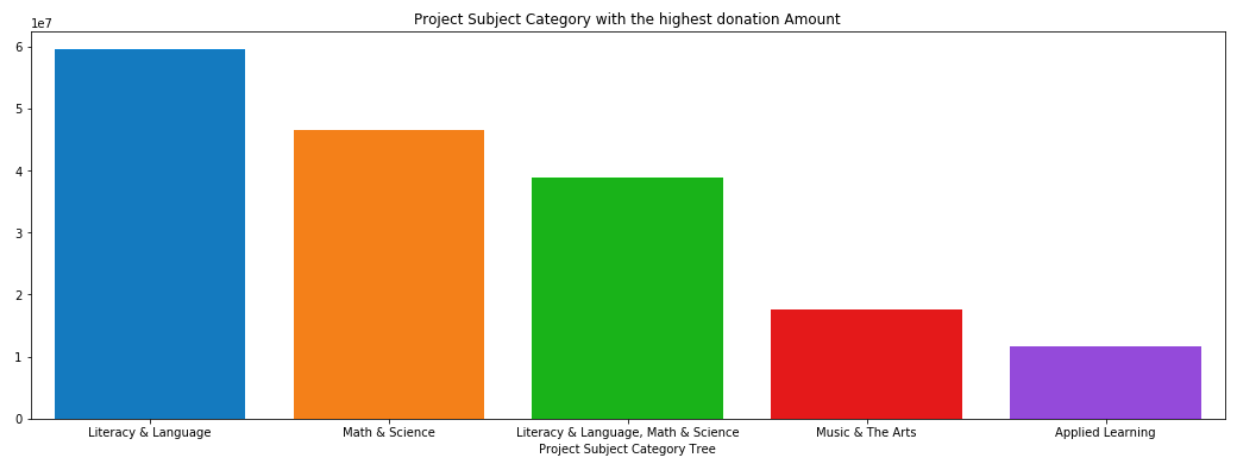 Project Subject Category with the highest donation Amount
1e7
6
5
4
3
2
1
0
Literacy & Language Math & Science Literacy & Language, Math & Science Music & The Arts Applied Learning
Project Subject Category Tree